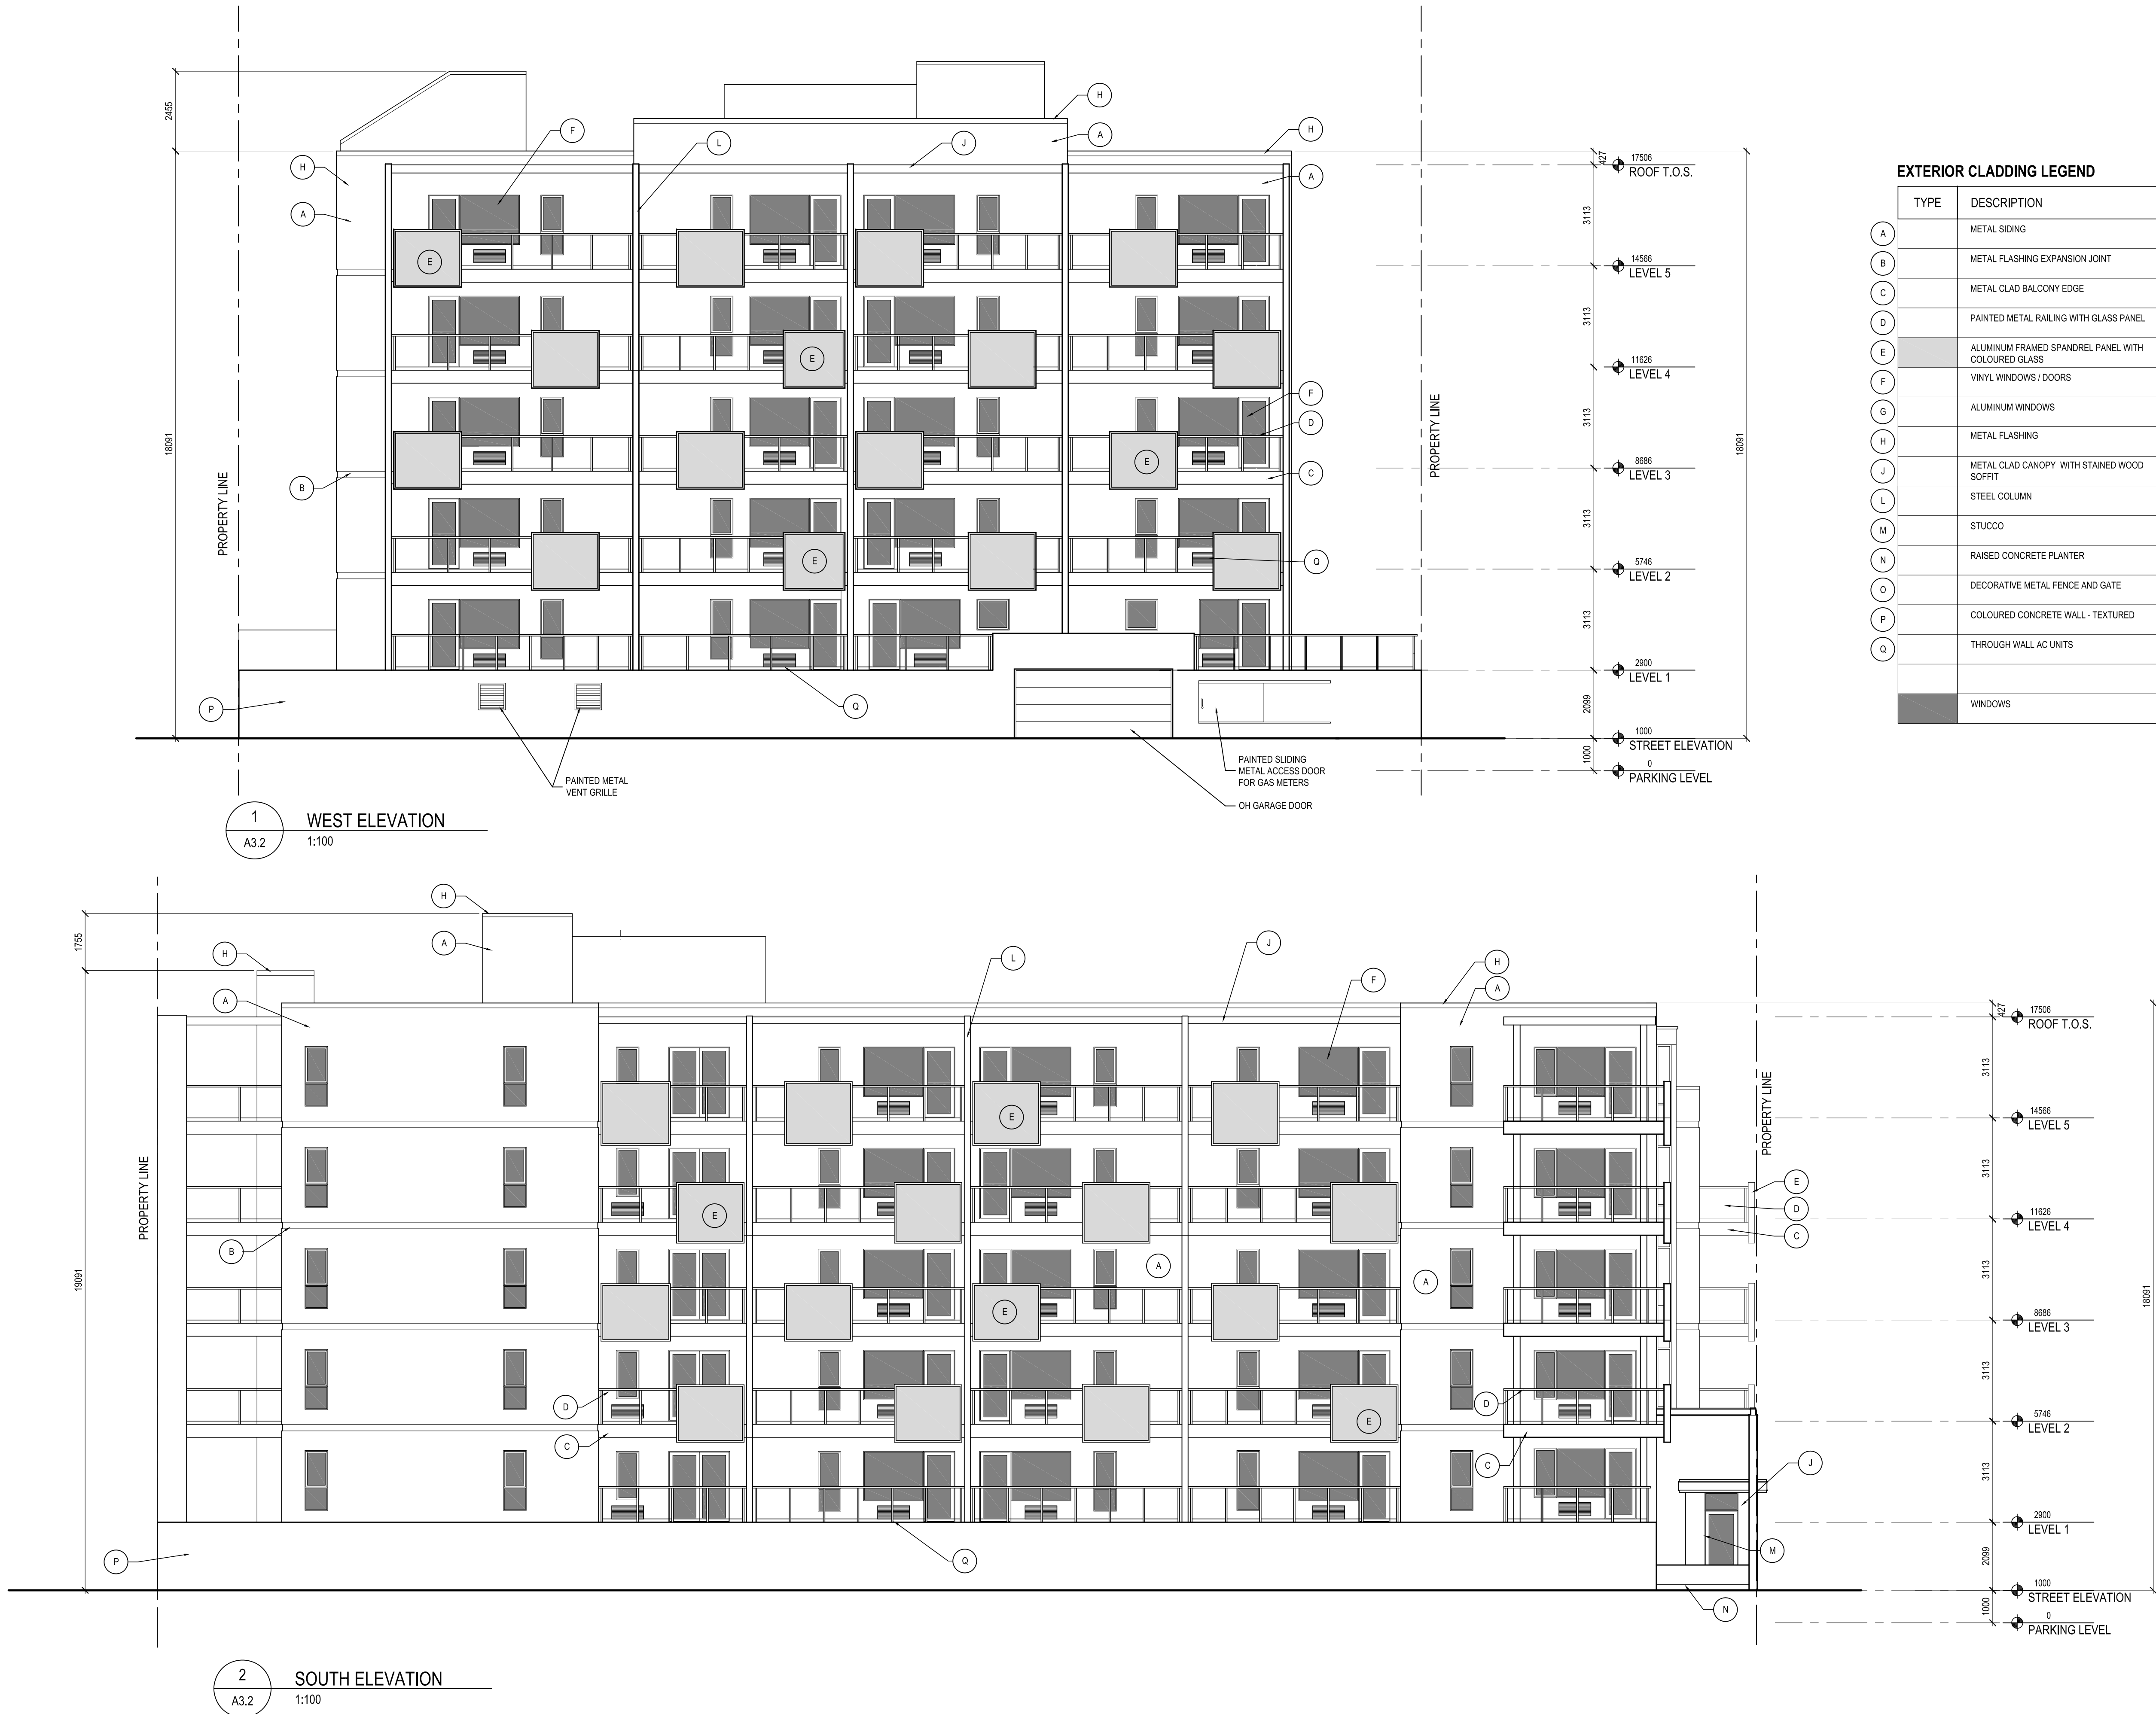 2455
18091
PROPERTY LINE
H
A
B
P
F
E
L
J
H
A
H
A
E
F
D
E
C
E
Q
Q
PAINTED METAL
VENT GRILLE
PAINTED SLIDING
METAL ACCESS DOOR
FOR GAS METERS
OH GARAGE DOOR
PROPERTY LINE
427
17506
ROOF T.O.S.
3113
14566
LEVEL 5
3113
11626
LEVEL 4
3113
8686
LEVEL 3
3113
5746
LEVEL 2
3113
2900
LEVEL 1
2099
1000
STREET ELEVATION
1000
0
PARKING LEVEL
18091
1
A3.2
WEST ELEVATION
1:100
EXTERIOR CLADDING LEGEND
TYPE DESCRIPTION
A METAL SIDING
B METAL FLASHING EXPANSION JOINT
C METAL CLAD BALCONY EDGE
D PAINTED METAL RAILING WITH GLASS PANEL
E ALUMINUM FRAMED SPANDREL PANEL WITH
COLOURED GLASS
F VINYL WINDOWS / DOORS
G ALUMINUM WINDOWS
H METAL FLASHING
J METAL CLAD CANOPY WITH STAINED WOOD
SOFFIT
L STEEL COLUMN
M STUCCO
N RAISED CONCRETE PLANTER
O DECORATIVE METAL FENCE AND GATE
P COLOURED CONCRETE WALL - TEXTURED
Q THROUGH WALL AC UNITS
WINDOWS
1755
19091
PROPERTY LINE
H
A
H
A
B
P
L
J
F
H
A
E
E
A
A
E
E
D
C
D
C
Q
E
D
C
J
M
N
PROPERTY LINE
427
17506
ROOF T.O.S.
3113
14566
LEVEL 5
3113
11626
LEVEL 4
3113
8686
LEVEL 3
3113
5746
LEVEL 2
3113
2900
LEVEL 1
2099
1000
STREET ELEVATION
1000
0
PARKING LEVEL
18091
2
A3.2
SOUTH ELEVATION
1:100